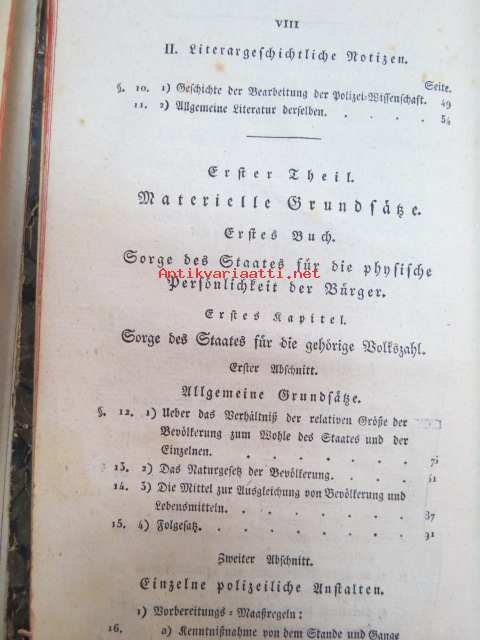 VIII
II. Literargeschichtliche Notizen.
Seite.
§. 10. 1) Geschichte der Bearbeitung der Polizei-Wissenschaft. 49
11. 2) Allgemeine Literatur derselben. . . . 54
Erster Theil.
Materielle Grundsätze.
Erstes Buch.
Sorge des Staates für die physische
Antikvariaatti.net
Persönlichkeit der Bürger.
Erstes Kapitel.
Sorge des Staates für die gehörige Volkszahl.
Erster Abschnitt.
Allgemeine Grundsätze.
§. 12. 1) Ueber das Verhältniß der relativen Größe der
Bevölkerung zum Wohle des Staates und der
Einzelnen. . . . . . . .
13. 2) Das Naturgesetz der Bevölkerung. . . . .
14. 3) Die Mittel zur Ausgleichung von Bevölkerung und
Lebensmitteln. . . . . . . 87
15. 4) Folgesatz. . . . . . . . 91
Zweiter Abschnitt.
Einzelne polizeiliche Anstalten.
1) Vorbereitungs-Maaßregeln:
16. a) Kenntnißnahme von dem Stande und Gange